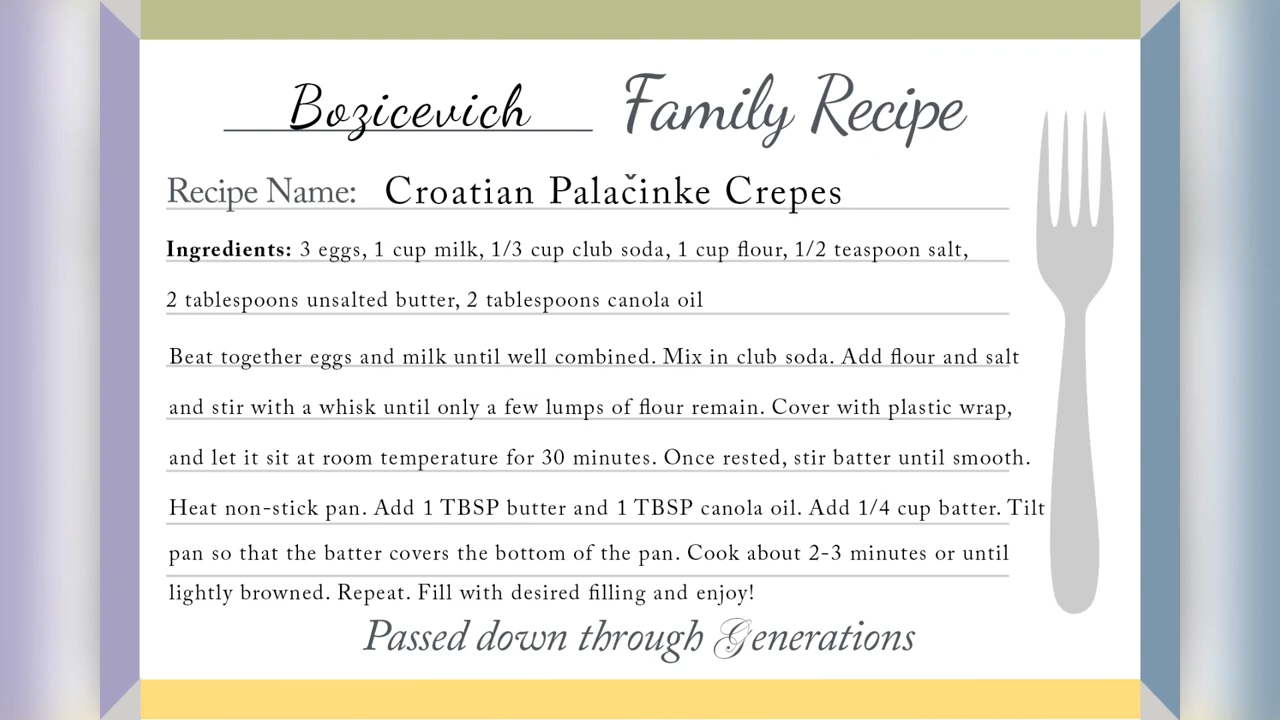 Bozicevich Family Recipe
Recipe Name: Croatian Palačinke Crepes
Ingredients: 3 eggs, 1 cup milk, 1/3 cup club soda, 1 cup flour, 1/2 teaspoon salt,
2 tablespoons unsalted butter, 2 tablespoons canola oil
Beat together eggs and milk until well combined. Mix in club soda. Add flour and salt
and stir with a whisk until only a few lumps of flour remain. Cover with plastic wrap,
and let it sit at room temperature for 30 minutes. Once rested, stir batter until smooth.
Heat non-stick pan. Add 1 TBSP butter and 1 TBSP canola oil. Add 1/4 cup batter. Tilt
pan so that the batter covers the bottom of the pan. Cook about 2-3 minutes or until
lightly browned. Repeat. Fill with desired filling and enjoy!
Passed down through Generations